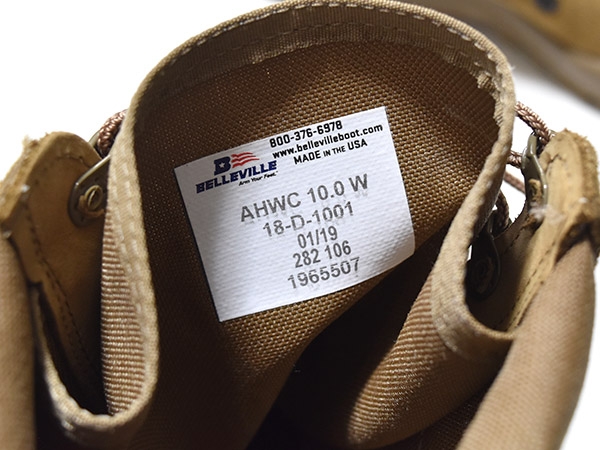 800-376-6978
www.bellevilleboot.com
MADE IN THE USA
B
BELLEVILLE
Arm Your Feet.
AHWC 10.0 W
18-D-1001
01/19
282 106
1965507